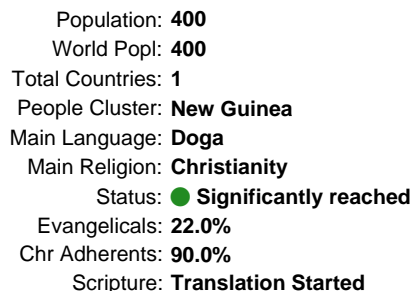 Population: 400
World Popl: 400
Total Countries: 1
People Cluster: New Guinea
Main Language: Doga
Main Religion: Christianity
Status: Significantly reached
Evangelicals: 22.0%
Chr Adherents: 90.0%
Scripture: Translation Started